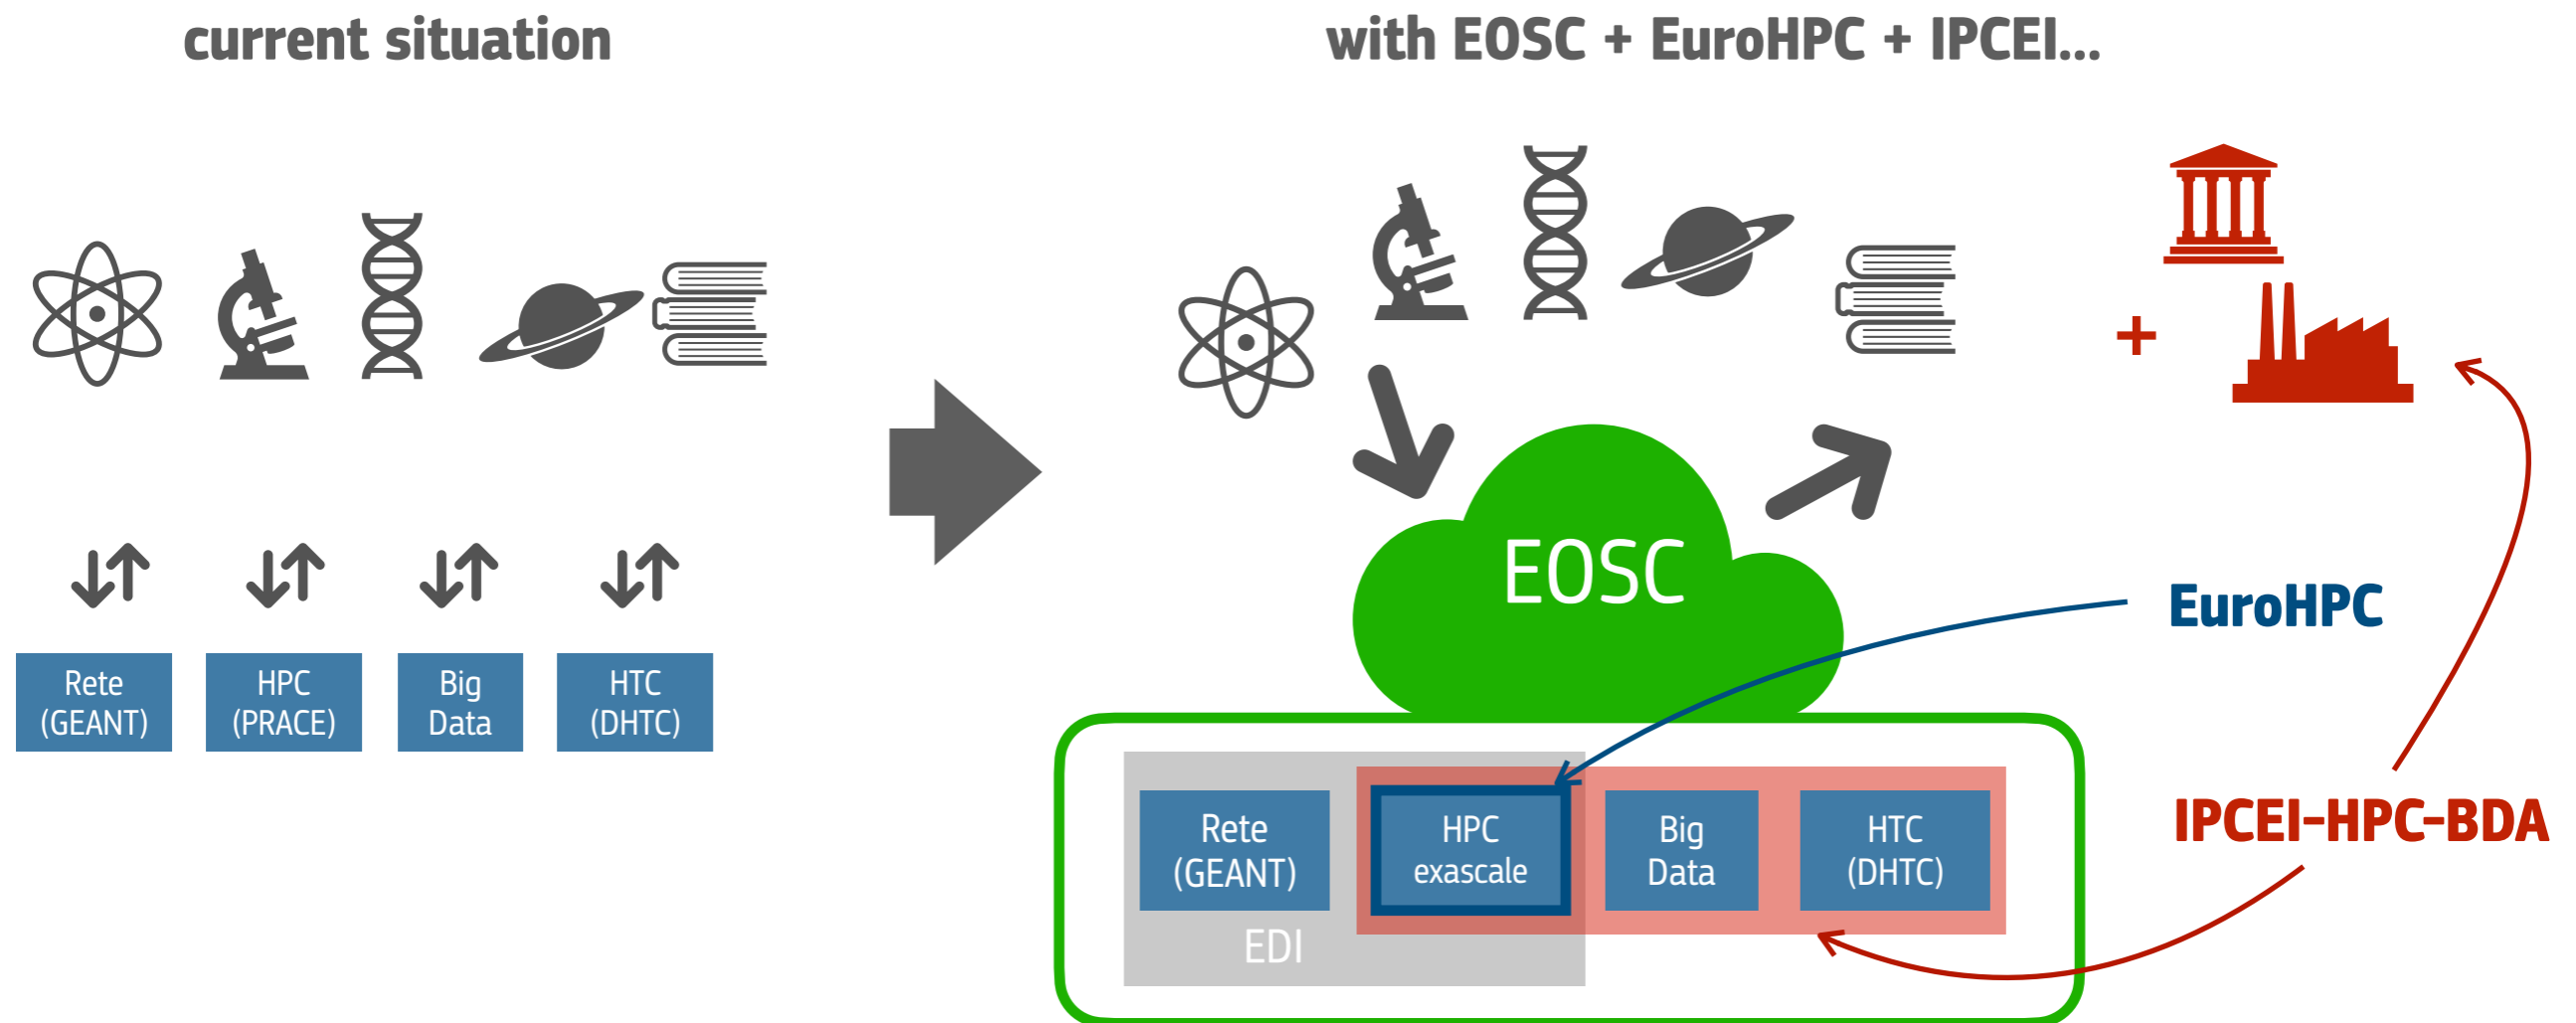 current situation
with EOSC + EuroHPC + IPCEI...
Rete
(GEANT)
HPC
(PRACE)
Big
Data
HTC
(DHTC)
EOSC
EuroHPC
IPCEI-HPC-BDA
Rete
(GEANT)
HPC
exascale
Big
Data
HTC
(DHTC)
EDI